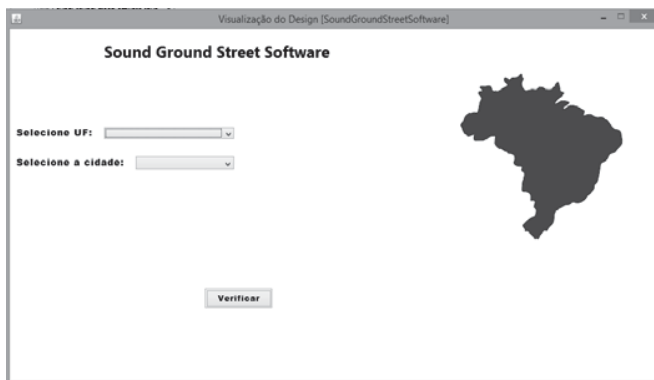 Visualização do Design [SoundGroundStreetSoftware]
Sound Ground Street Software
Selecione UF:
Selecione a cidade:
Verificar